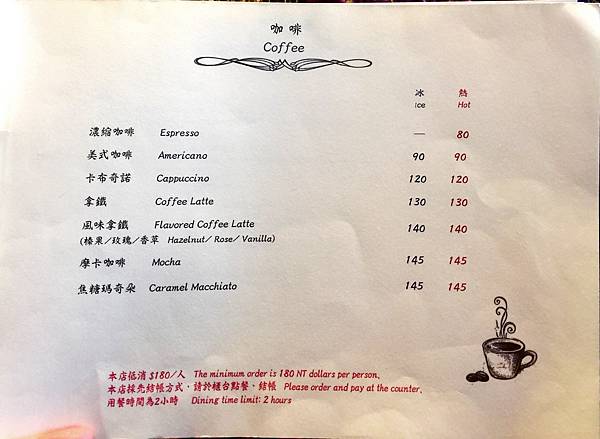 咖啡
Coffee
冰 熱
Ice Hot
濃縮咖啡 Espresso — 80
美式咖啡 Americano 90 90
卡布奇諾 Cappuccino 120 120
拿鐵 Coffee Latte 130 130
風味拿鐵 Flavored Coffee Latte 140 140
(榛果/玫瑰/香草 Hazelnut/ Rose/ Vanilla)
摩卡咖啡 Mocha 145 145
焦糖瑪奇朵 Caramel Macchiato 145 145
本店低消 $180/人 The minimum order is 180 NT dollars per person.
本店採先結帳方式，請於櫃台點餐、結帳 Please order and pay at the counter.
用餐時間為2小時 Dining time limit: 2 hours